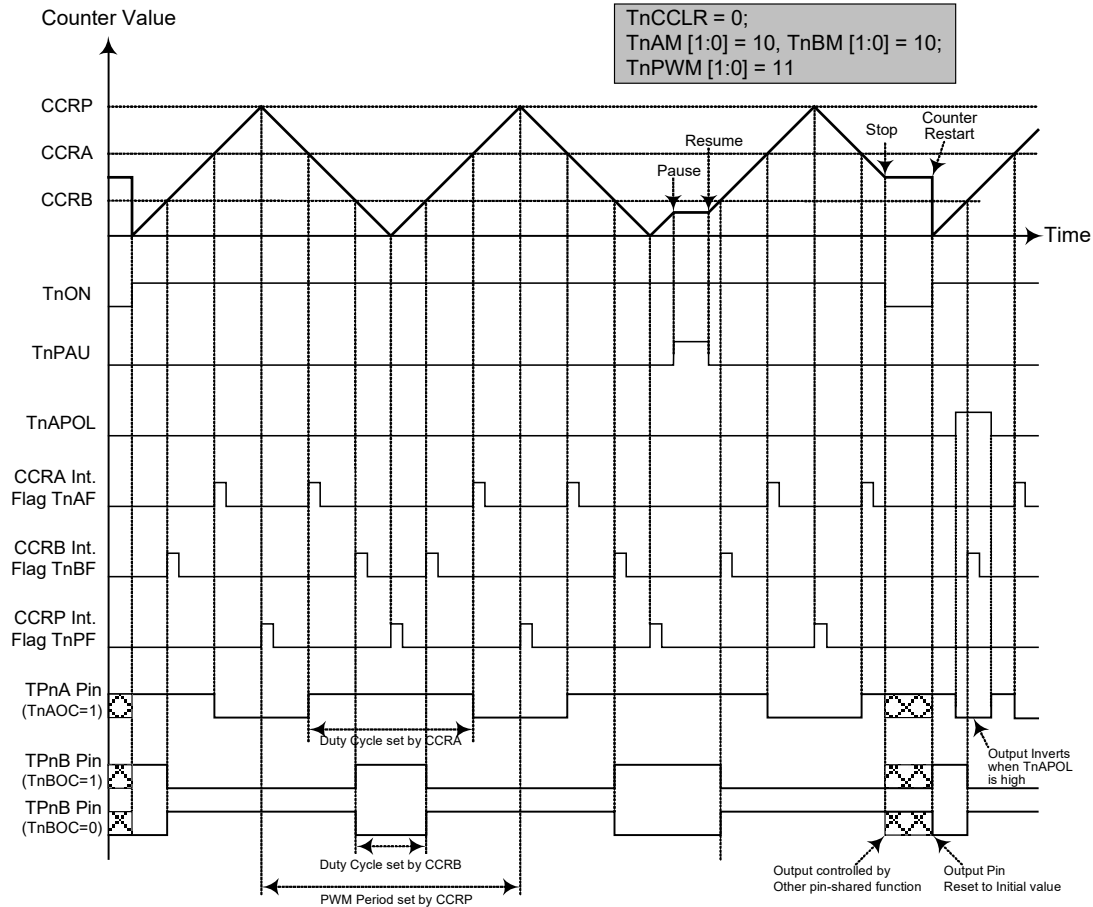 Counter Value
TnCCLR = 0;
TnAM [1:0] = 10, TnBM [1:0] = 10;
TnPWM [1:0] = 11
CCRP
CCRA
CCRB
Pause
Resume
Stop
Counter
Restart
Time
TnON
TnPAU
TnAPOL
CCRA Int.
Flag TnAF
CCRB Int.
Flag TnBF
CCRP Int.
Flag TnPF
TPnA Pin
(TnAOC=1)
Duty Cycle set by CCRA
Output Inverts
when TnAPOL
is high
TPnB Pin
(TnBOC=1)
TPnB Pin
(TnBOC=0)
Duty Cycle set by CCRB
PWM Period set by CCRP
Output controlled by
Other pin-shared function
Output Pin
Reset to Initial value